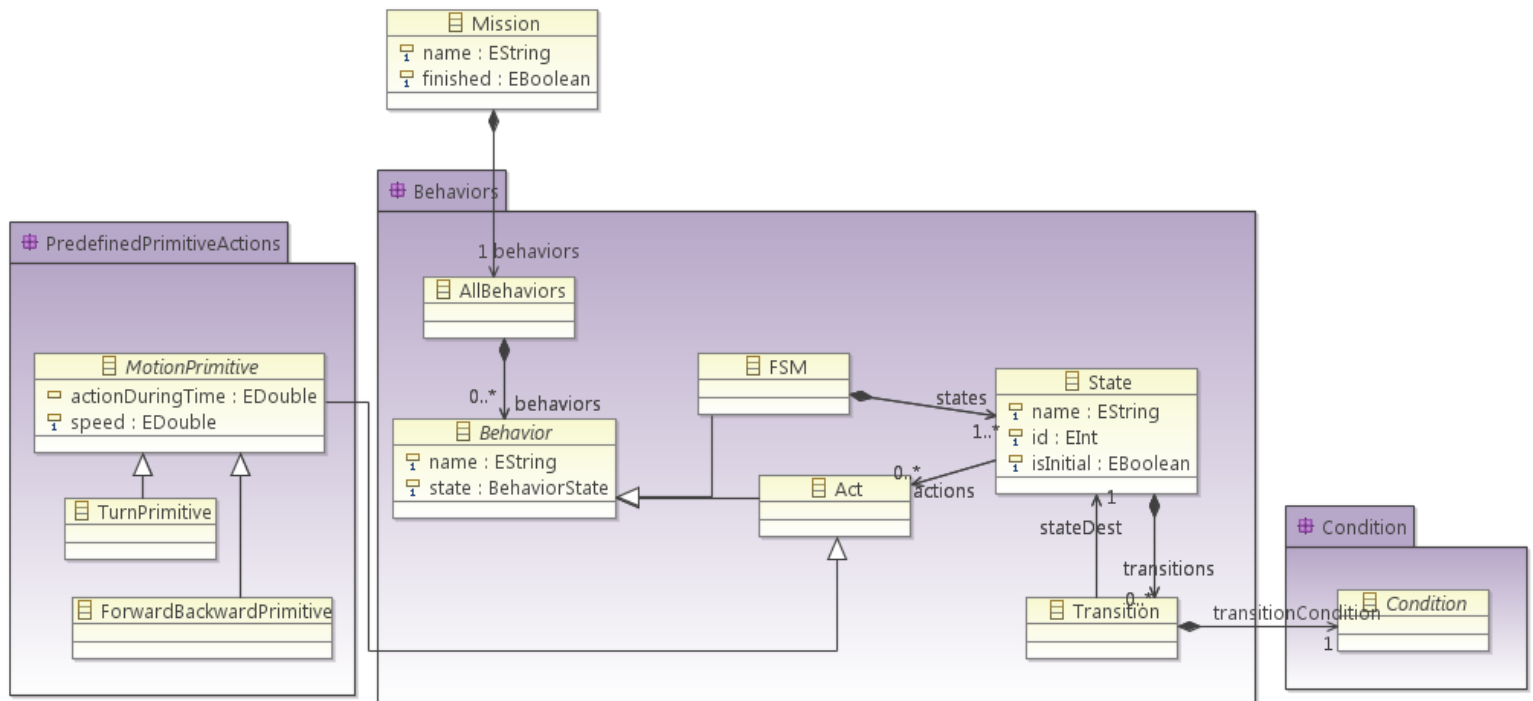 Mission
name : EString
finished : EBoolean
Behaviors
1 behaviors
PredefinedPrimitiveActions
AllBehaviors
MotionPrimitive
actionDuringTime : EDouble
speed : EDouble
0..*
behaviors
FSM
states
1..*
State
name : EString
id : EInt
isInitial : EBoolean
Behavior
name : EString
state : BehaviorState
0..*
actions
Act
1
stateDest
transitions
0..*
TurnPrimitive
ForwardBackwardPrimitive
Transition
transitionCondition
1
Condition
Condition